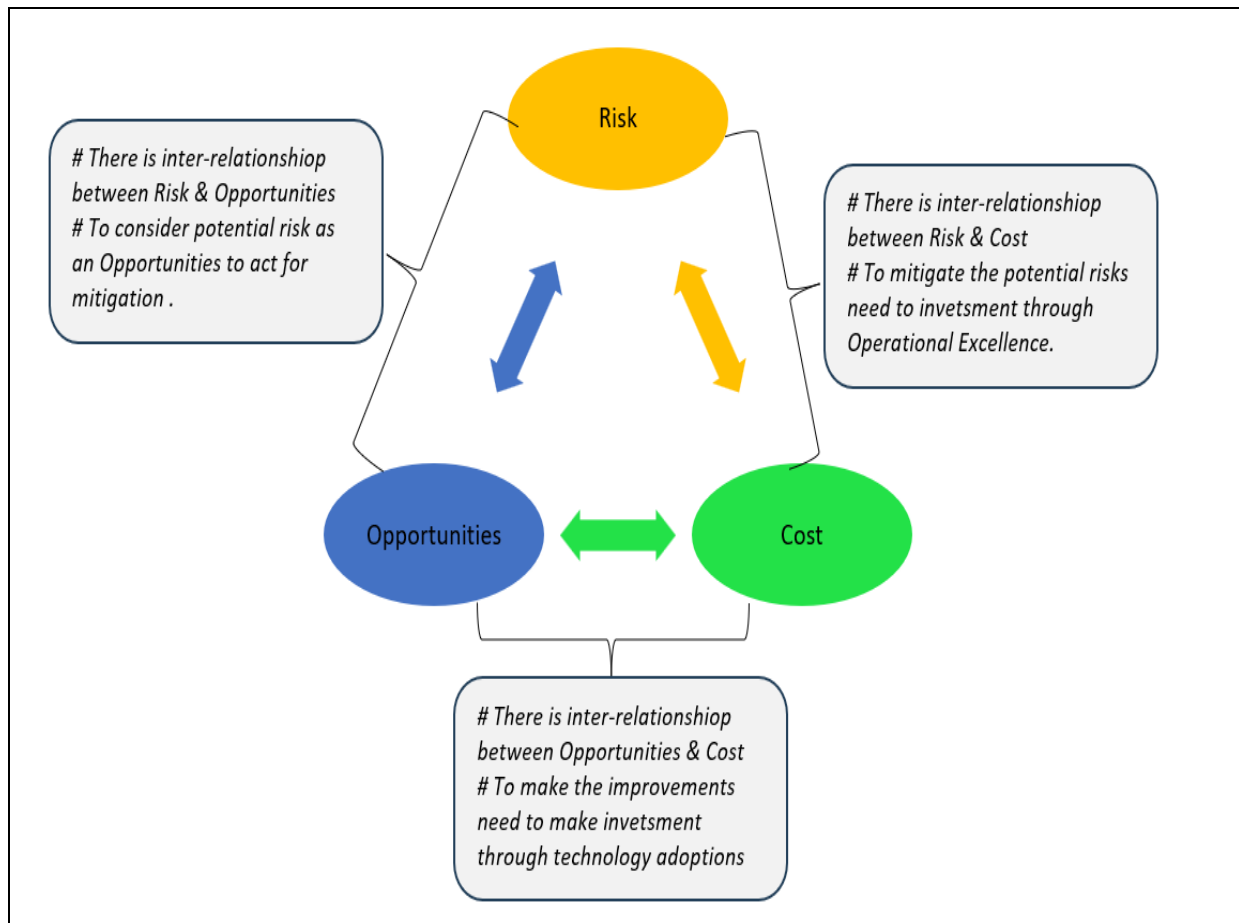 Risk
# There is inter-relationshiop
between Risk & Opportunities
# To consider potential risk as
an Opportunities to act for
mitigation .
# There is inter-relationshiop
between Risk & Cost
# To mitigate the potential risks
need to invetsment through
Operational Excellence.
Opportunities
Cost
# There is inter-relationshiop
between Opportunities & Cost
# To make the improvements
need to make invetsment
through technology adoptions